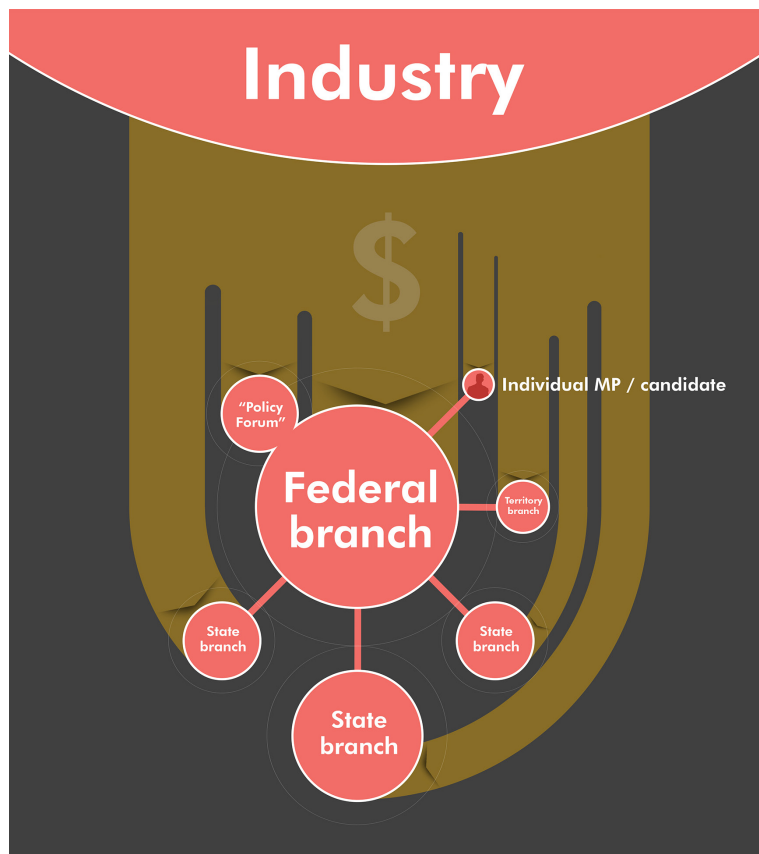 Industry
$
Individual MP / candidate
“Policy
Forum”
Federal
branch
Territory
branch
State
branch
State
branch
State
branch